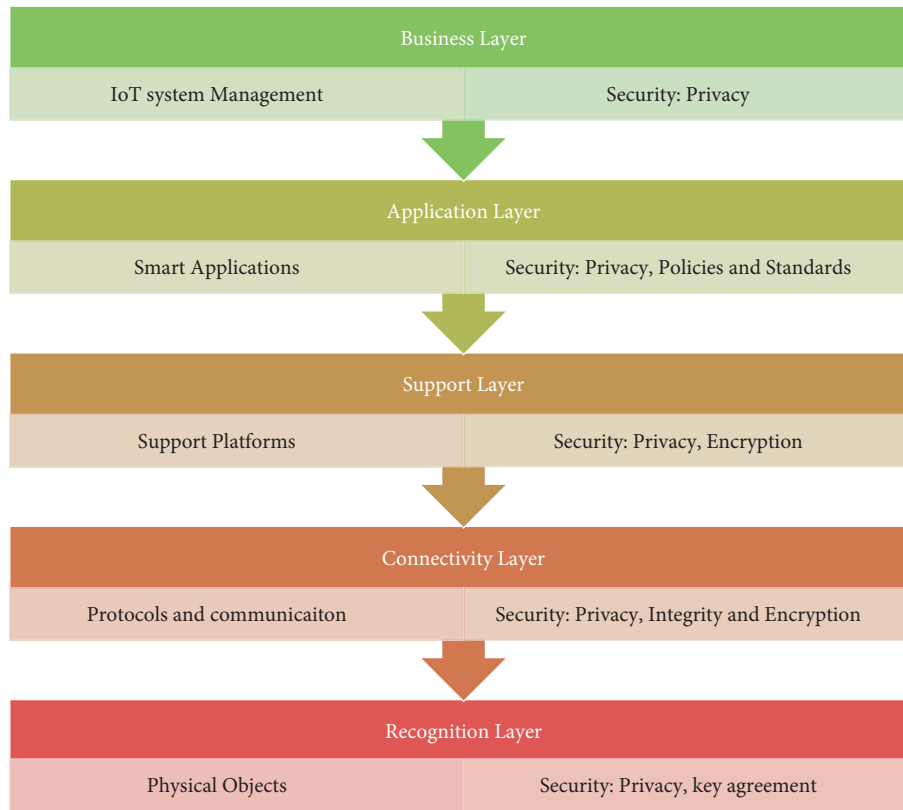 Business Layer
IoT system Management
Security: Privacy
Application Layer
Smart Applications
Security: Privacy, Policies and Standards
Support Layer
Support Platforms
Security: Privacy, Encryption
Connectivity Layer
Protocols and communicaiton
Security: Privacy, Integrity and Encryption
Recognition Layer
Physical Objects
Security: Privacy, key agreement